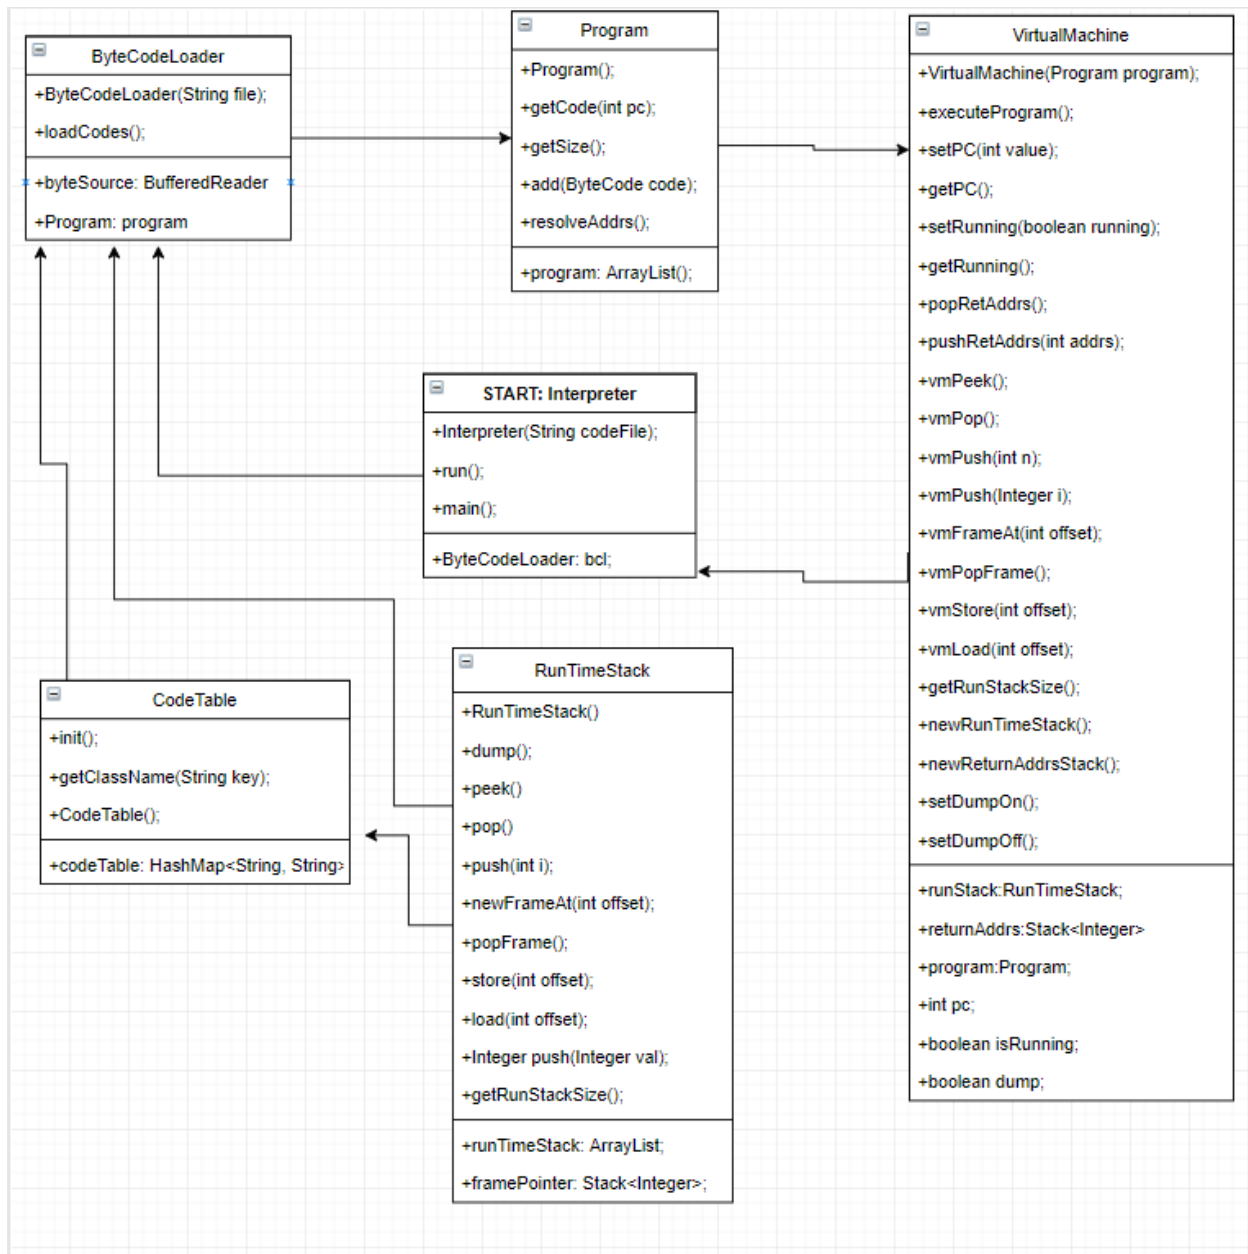 ByteCodeLoader
+ByteCodeLoader(String file);
+loadCodes();
+byteSource: BufferedReader
+Program: program
Program
+Program();
+getCode(int pc);
+getSize();
+add(ByteCode code);
+resolveAddrs();
+program: ArrayList();
VirtualMachine
+VirtualMachine(Program program);
+executeProgram();
+setPC(int value);
+getPC();
+setRunning(boolean running);
+getRunning();
+popRetAddrs();
+pushRetAddrs(int addrs);
+vmPeek();
+vmPop();
+vmPush(int n);
+vmPush(Integer i);
+vmFrameAt(int offset);
+vmPopFrame();
+vmStore(int offset);
+vmLoad(int offset);
+getRunStackSize();
+newRunTimeStack();
+newReturnAddrsStack();
+setDumpOn();
+setDumpOff();
+runStack:RunTimeStack;
+returnAddrs:Stack<Integer>
+program:Program;
+int pc;
+boolean isRunning;
+boolean dump;
START: Interpreter
+Interpreter(String codeFile);
+run();
+main();
+ByteCodeLoader: bcl;
CodeTable
+init();
+getClassName(String key);
+CodeTable();
+codeTable: HashMap<String, String>
RunTimeStack
+RunTimeStack()
+dump();
+peek()
+pop()
+push(int i);
+newFrameAt(int offset);
+popFrame();
+store(int offset);
+load(int offset);
+Integer push(Integer val);
+getRunStackSize();
+runTimeStack: ArrayList;
+framePointer: Stack<Integer>;